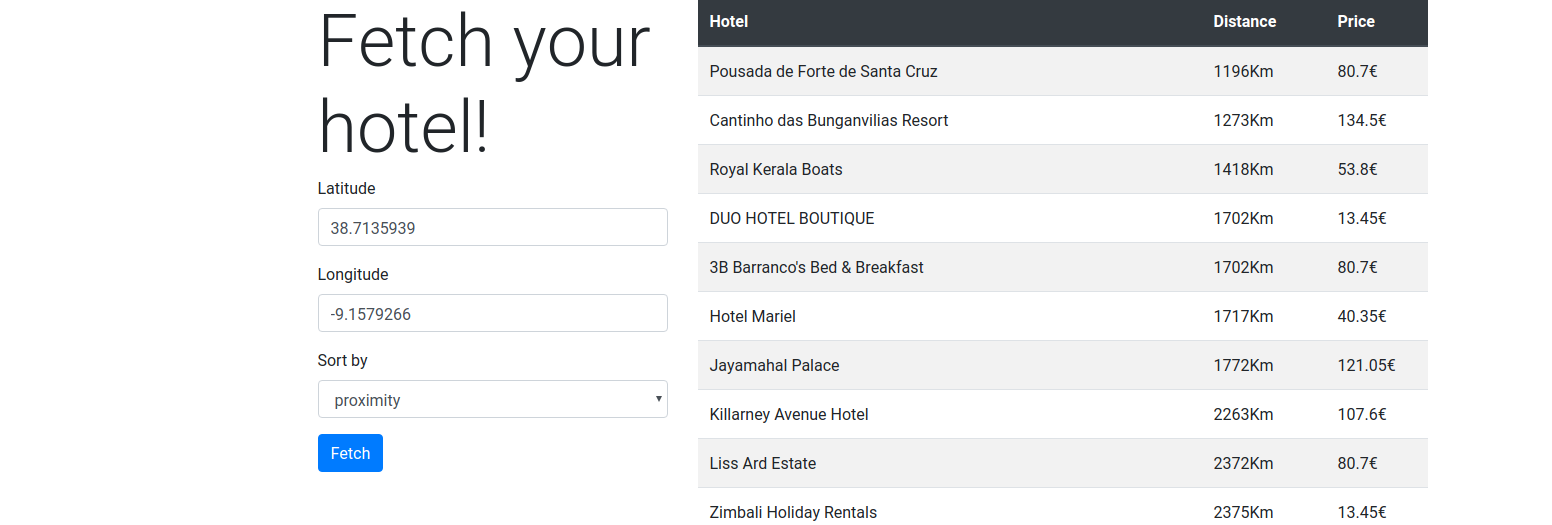 Fetch your
hotel!
Latitude
38.7135939
Longitude
-9.1579266
Sort by
proximity
Fetch
Hotel Distance Price
Pousada de Forte de Santa Cruz 1196Km 80.7€
Cantinho das Bunganvilias Resort 1273Km 134.5€
Royal Kerala Boats 1418Km 53.8€
DUO HOTEL BOUTIQUE 1702Km 13.45€
3B Barranco's Bed & Breakfast 1702Km 80.7€
Hotel Mariel 1717Km 40.35€
Jayamahal Palace 1772Km 121.05€
Killarney Avenue Hotel 2263Km 107.6€
Liss Ard Estate 2372Km 80.7€
Zimbali Holiday Rentals 2375Km 13.45€